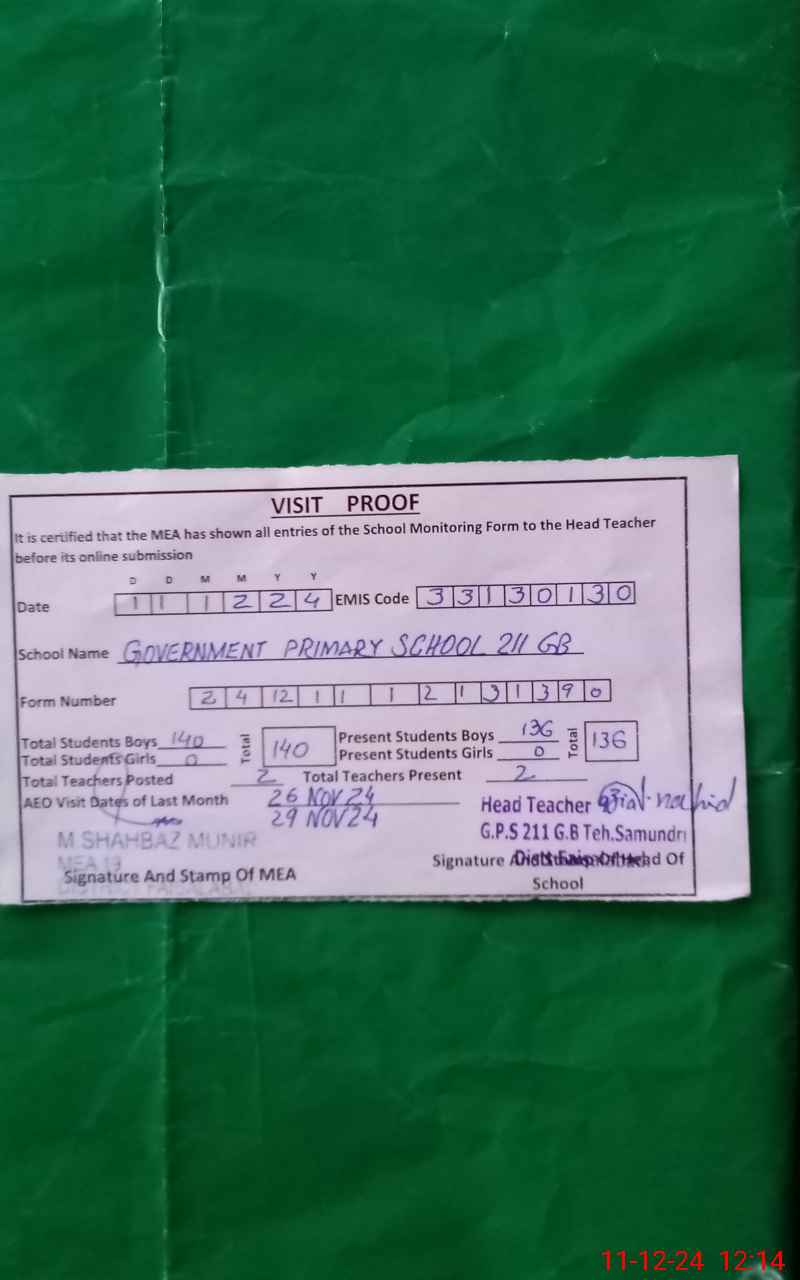 VISIT PROOF
It is certified that the MEA has shown all entries of the School Monitoring Form to the Head Teacher
before its online submission
D D M M Y Y
Date 1 1 1 2 2 4 EMIS Code 3 3 1 3 0 1 3 0
School Name GOVERNMENT PRIMARY SCHOOL 211 GB
Form Number 2 4 12 1 1 1 2 1 3 1 3 9 0
Total Students Boys 140 Total 140 Present Students Boys 136 Total 136
Total Students Girls 0 Present Students Girls 0
Total Teachers Posted 2 Total Teachers Present 2
AEO Visit Dates of Last Month 26 NOV 24
29 NOV 24
Head Teacher
G.P.S 211 G.B Teh.Samundri
M SHAHBAZ MUNIR
MEA
Signature And Stamp Of MEA
Signature And Stamp Of Head Of
School
11-12-24 12:14